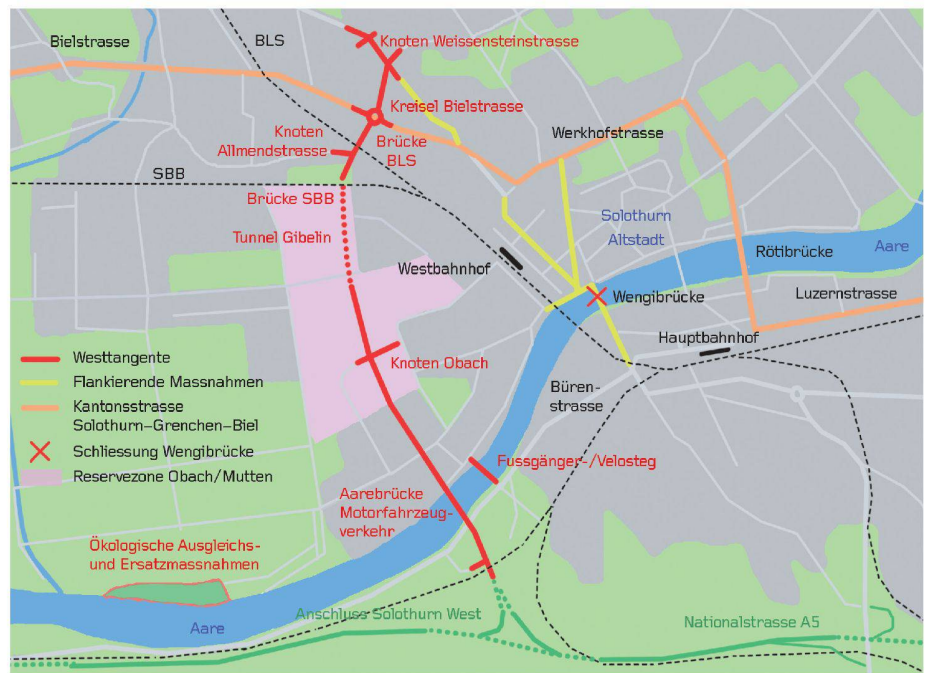 Bielstrasse
BLS
Knoten Weissensteinstrasse
Kreisel Bielstrasse
Knoten
Allmendstrasse
Brücke
BLS
Werkhofstrasse
SBB
Brücke SBB
Tunnel Gibelin
Solothurn
Altstadt
Westbahnhof
Rötibrücke
Aare
Wengibrücke
Luzernstrasse
Hauptbahnhof
Knoten Obach
Büren-
strasse
Westtangente
Flankierende Massnahmen
Kantonsstrasse
Solothurn–Grenchen–Biel
Schliessung Wengibrücke
Reservezone Obach/Mutten
Fussgänger-/Velosteg
Aarebrücke
Motorfahrzeug-
verkehr
Ökologische Ausgleichs-
und Ersatzmassnahmen
Aare
Anschluss Solothurn West
Nationalstrasse A5